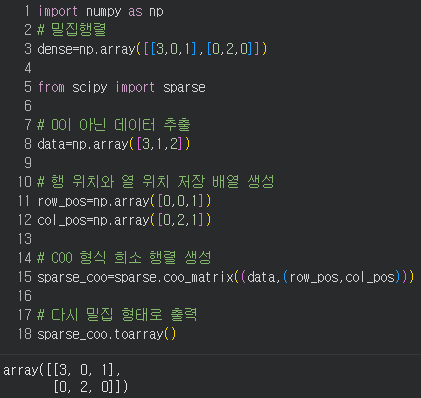 1 import numpy as np
2 # 밀집행렬
3 dense=np.array([[3,0,1],[0,2,0]])
4
5 from scipy import sparse
6
7 # 0이 아닌 데이터 추출
8 data=np.array([3,1,2])
9
10 # 행 위치와 열 위치 저장 배열 생성
11 row_pos=np.array([0,0,1])
12 col_pos=np.array([0,2,1])
13
14 # COO 형식 희소 행렬 생성
15 sparse_coo=sparse.coo_matrix((data,(row_pos,col_pos)))
16
17 # 다시 밀집 형태로 출력
18 sparse_coo.toarray()
array([[3, 0, 1],
[0, 2, 0]])